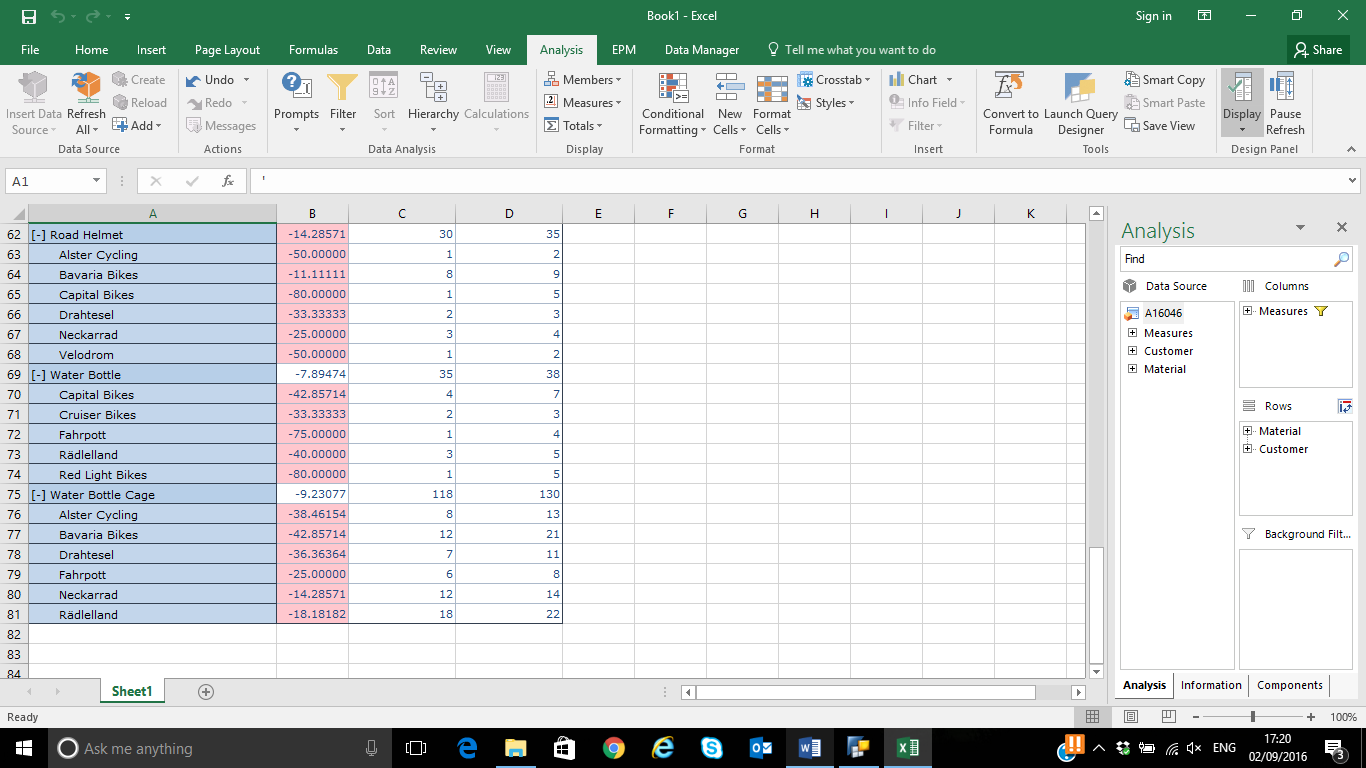 Book1 - Excel
Sign in
File Home Insert Page Layout Formulas Data Review View Analysis EPM Data Manager Tell me what you want to do Share
Insert Data Source
Refresh All
Create
Reload
Add
Data Source
Undo
Redo
Messages
Actions
Prompts
Filter
Sort
Hierarchy
Calculations
Data Analysis
Members
Measures
Totals
Display
Conditional Formatting
New Cells
Format Cells
Crosstab
Styles
Format
Chart
Info Field
Filter
Insert
Convert to Formula
Launch Query Designer
Smart Copy
Smart Paste
Save View
Tools
Display
Pause Refresh
Design Panel
A1 fx '
A B C D E F G H I J K
62 [-] Road Helmet -14.28571 30 35
63 Alster Cycling -50.00000 1 2
64 Bavaria Bikes -11.11111 8 9
65 Capital Bikes -80.00000 1 5
66 Drahtesel -33.33333 2 3
67 Neckarrad -25.00000 3 4
68 Velodrom -50.00000 1 2
69 [-] Water Bottle -7.89474 35 38
70 Capital Bikes -42.85714 4 7
71 Cruiser Bikes -33.33333 2 3
72 Fahrpott -75.00000 1 4
73 Rädlelland -40.00000 3 5
74 Red Light Bikes -80.00000 1 5
75 [-] Water Bottle Cage -9.23077 118 130
76 Alster Cycling -38.46154 8 13
77 Bavaria Bikes -42.85714 12 21
78 Drahtesel -36.36364 7 11
79 Fahrpott -25.00000 6 8
80 Neckarrad -14.28571 12 14
81 Rädlelland -18.18182 18 22
82
83
84
Analysis
Find
Data Source
A16046
Measures
Customer
Material
Columns
Measures
Rows
Material
Customer
Background Filt...
Analysis Information Components
Sheet1
Ready
100%
Ask me anything
ENG
17:20
02/09/2016
3